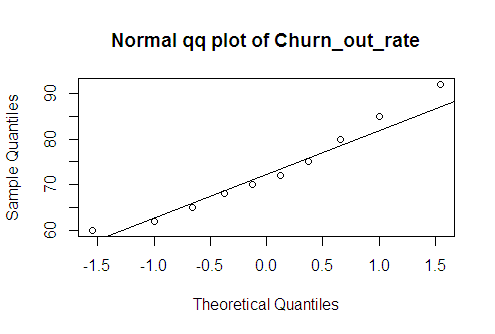 Normal qq plot of Churn_out_rate
Sample Quantiles
90
80
70
60
-1.5 -1.0 -0.5 0.0 0.5 1.0 1.5
Theoretical Quantiles